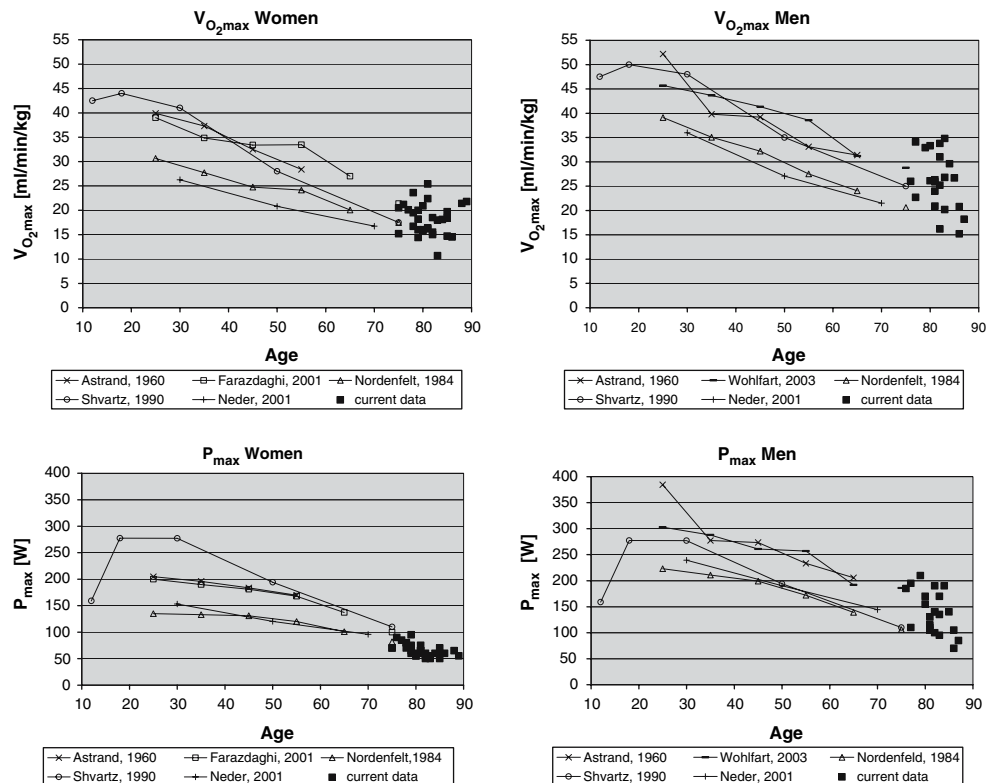 V̇O2max Women
55
50
45
40
35
30
25
20
15
10
5
0
VO2max [ml/min/kg]
10 20 30 40 50 60 70 80 90
Age
Astrand, 1960 Farazdaghi, 2001 Nordenfelt, 1984
Shvartz, 1990 Neder, 2001 current data
VO2max Men
55
50
45
40
35
30
25
20
15
10
5
0
VO2max [ml/min/kg]
10 20 30 40 50 60 70 80 90
Age
Astrand, 1960 Wohlfart, 2003 Nordenfelt, 1984
Shvartz, 1990 Neder, 2001 current data
Pmax Women
400
350
300
250
200
150
100
50
0
Pmax [W]
10 20 30 40 50 60 70 80 90
Age
Astrand, 1960 Farazdaghi, 2001 Nordenfelt,1984
Shvartz, 1990 Neder, 2001 current data
Pmax Men
400
350
300
250
200
150
100
50
0
Pmax [W]
10 20 30 40 50 60 70 80 90
Age
Astrand, 1960 Wohlfart, 2003 Nordenfeld, 1984
Shvartz, 1990 Neder, 2001 current data